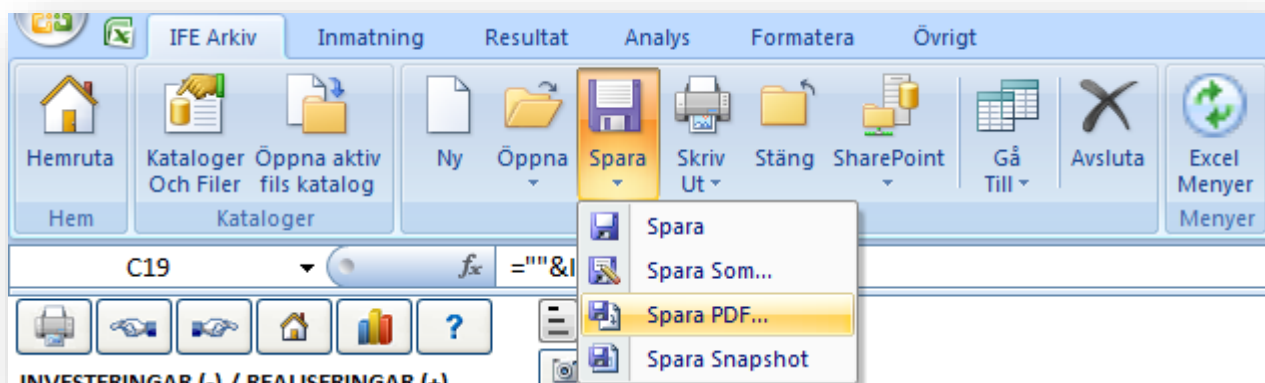 IFE Arkiv Inmatning Resultat Analys Formatera Övrigt
Hemruta
Kataloger Och Filer
Öppna aktiv fils katalog
Ny
Öppna
Spara
Skriv Ut
Stäng
SharePoint
Gå Till
Avsluta
Excel Menyer
Hem
Kataloger
Menyer
C19
fx
=""&I
Spara
Spara Som...
Spara PDF...
Spara Snapshot
?
INVESTERINGAR (-) / REALISERINGAR (+)